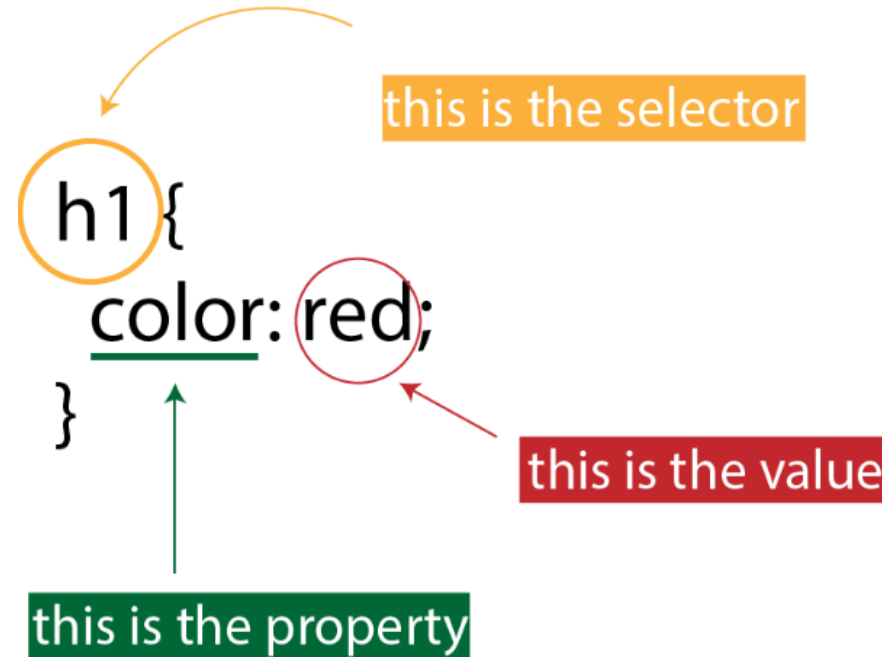 this is the selector
h1 {
color: red;
}
this is the value
this is the property